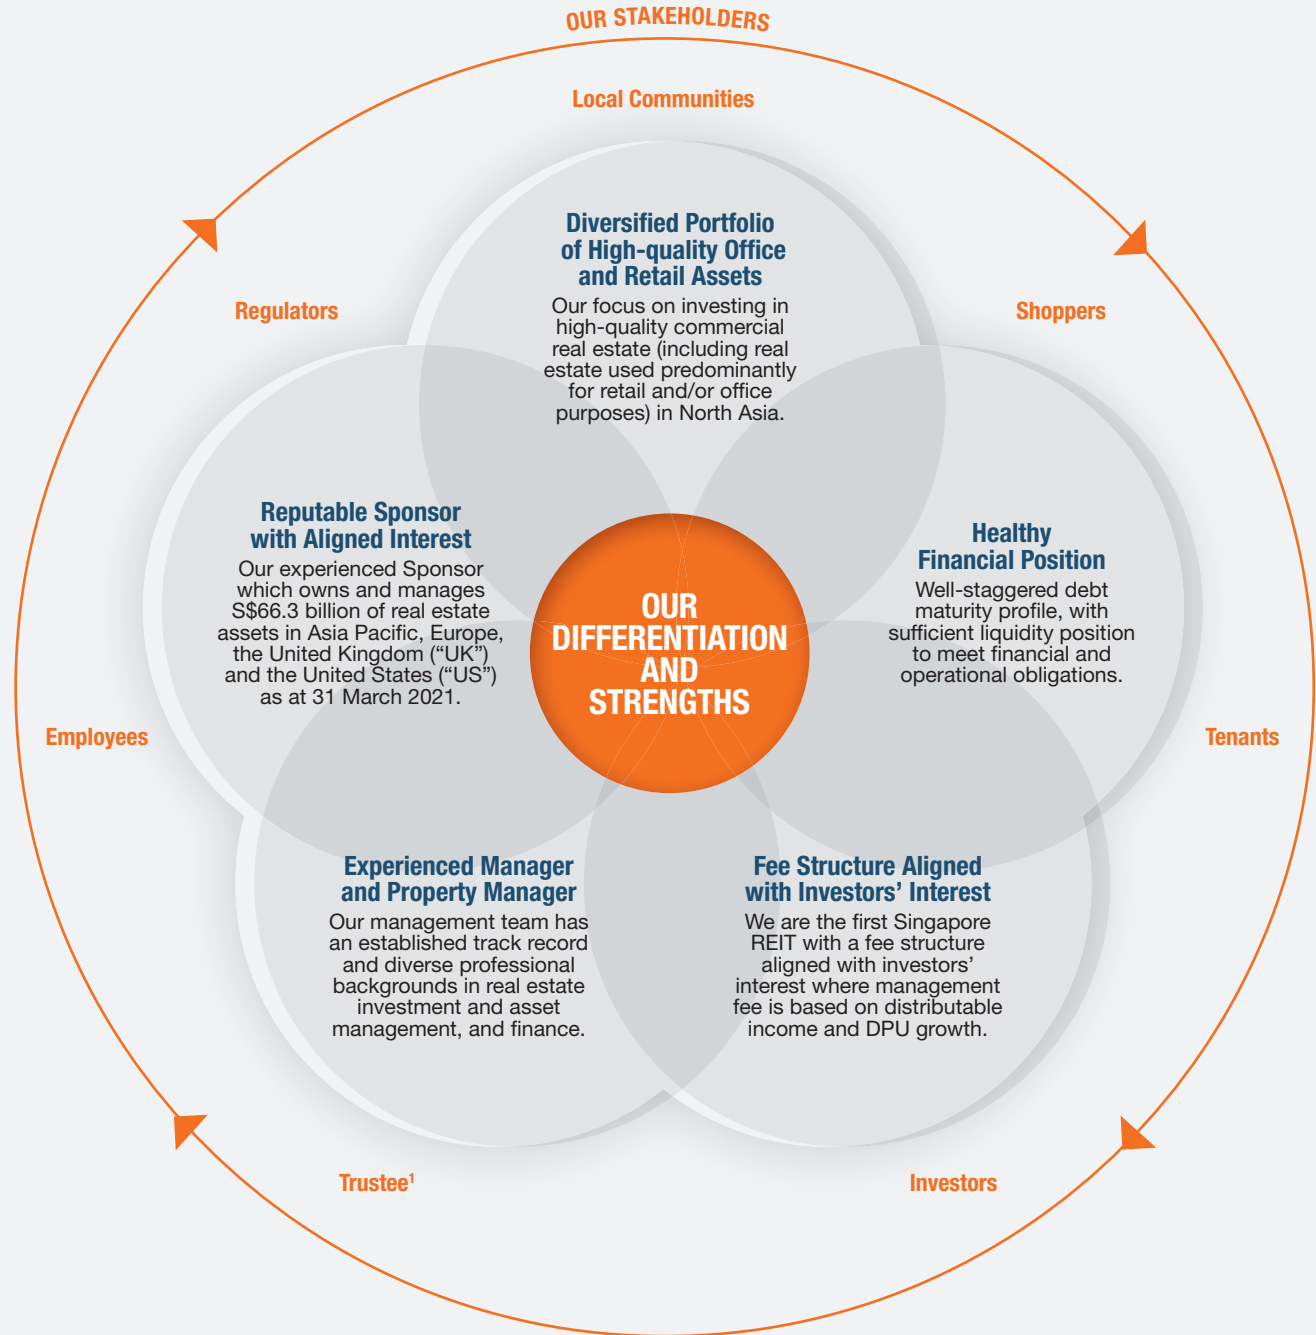 OUR STAKEHOLDERS
Local Communities
Diversified Portfolio
of High-quality Office
and Retail Assets
Our focus on investing in
high-quality commercial
real estate (including real
estate used predominantly
for retail and/or office
purposes) in North Asia.
Regulators
Shoppers
Reputable Sponsor
with Aligned Interest
Our experienced Sponsor
which owns and manages
S$66.3 billion of real estate
assets in Asia Pacific, Europe,
the United Kingdom (“UK”)
and the United States (“US”)
as at 31 March 2021.
OUR
DIFFERENTIATION
AND
STRENGTHS
Healthy
Financial Position
Well-staggered debt
maturity profile, with
sufficient liquidity position
to meet financial and
operational obligations.
Employees
Tenants
Experienced Manager
and Property Manager
Our management team has
an established track record
and diverse professional
backgrounds in real estate
investment and asset
management, and finance.
Fee Structure Aligned
with Investors’ Interest
We are the first Singapore
REIT with a fee structure
aligned with investors’
interest where management
fee is based on distributable
income and DPU growth.
Trustee¹
Investors